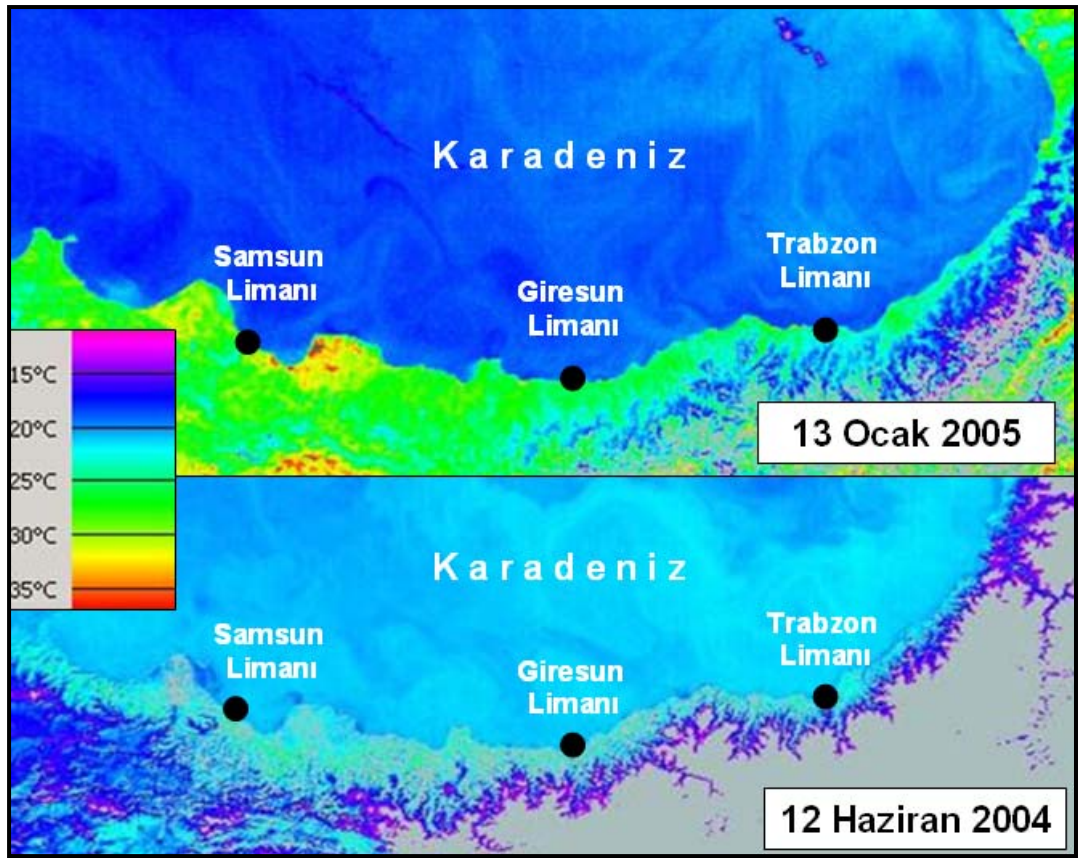 Karadeniz
Samsun
Limanı
Giresun
Limanı
Trabzon
Limanı
13 Ocak 2005
15°C
20°C
25°C
30°C
35°C
Karadeniz
Samsun
Limanı
Giresun
Limanı
Trabzon
Limanı
12 Haziran 2004